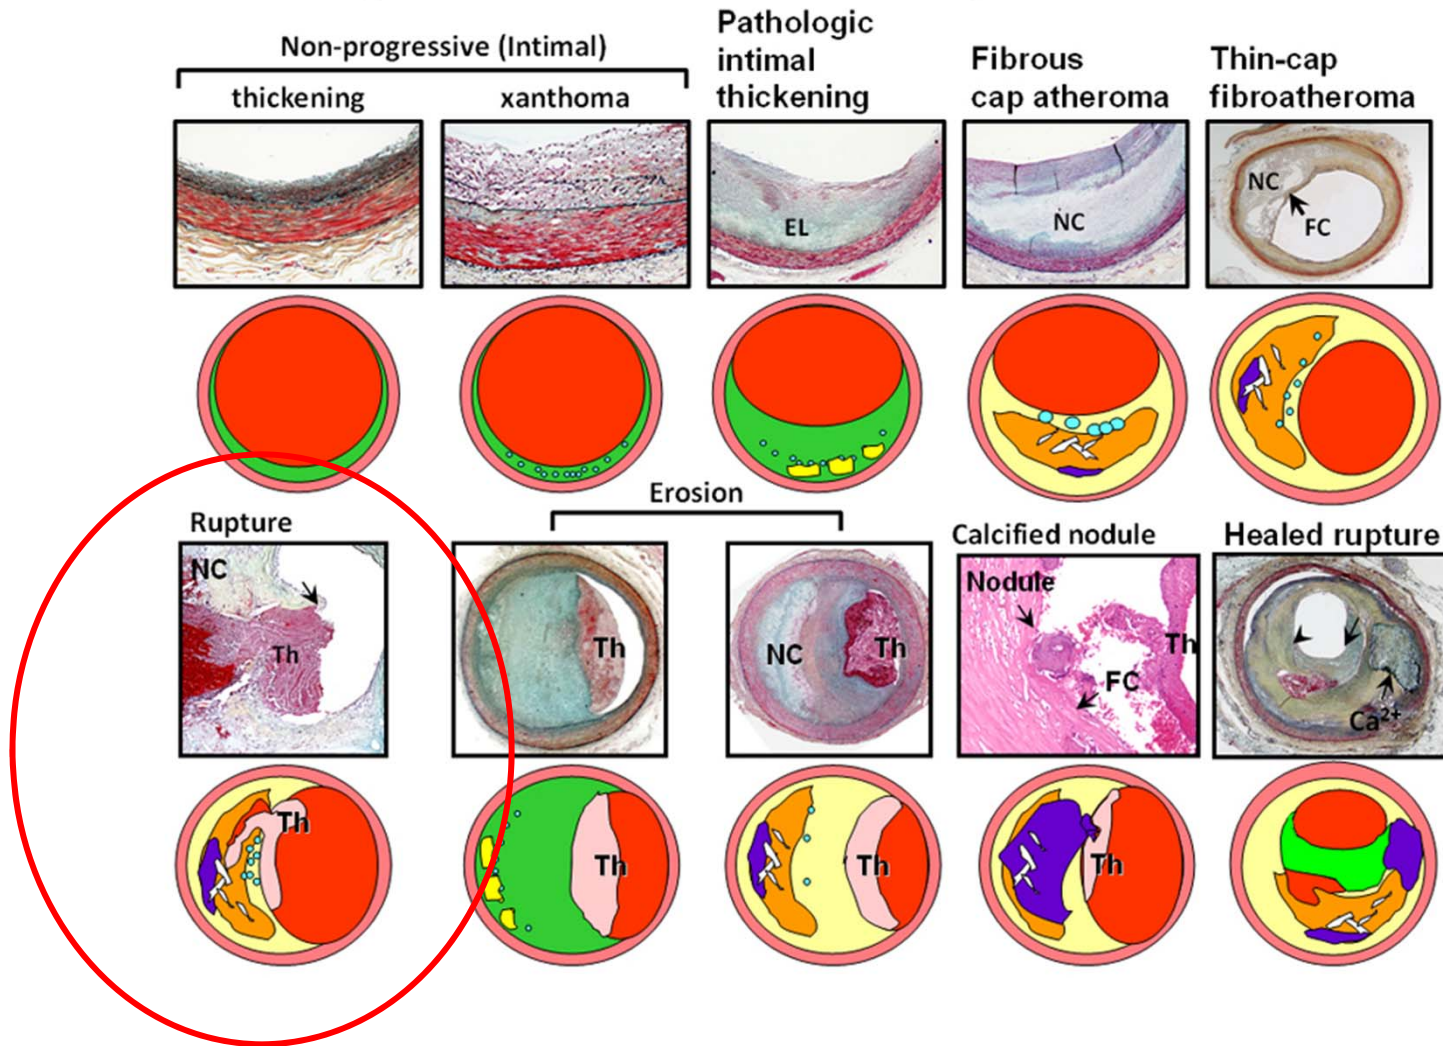 Non-progressive (Intimal)
thickening
xanthoma
Pathologic
intimal
thickening
Fibrous
cap atheroma
Thin-cap
fibroatheroma
EL
NC
NC
FC
Rupture
Erosion
Calcified nodule
Healed rupture
NC
Th
Th
NC
Th
Nodule
FC
Th
Ca²⁺
Th
Th
Th
Th